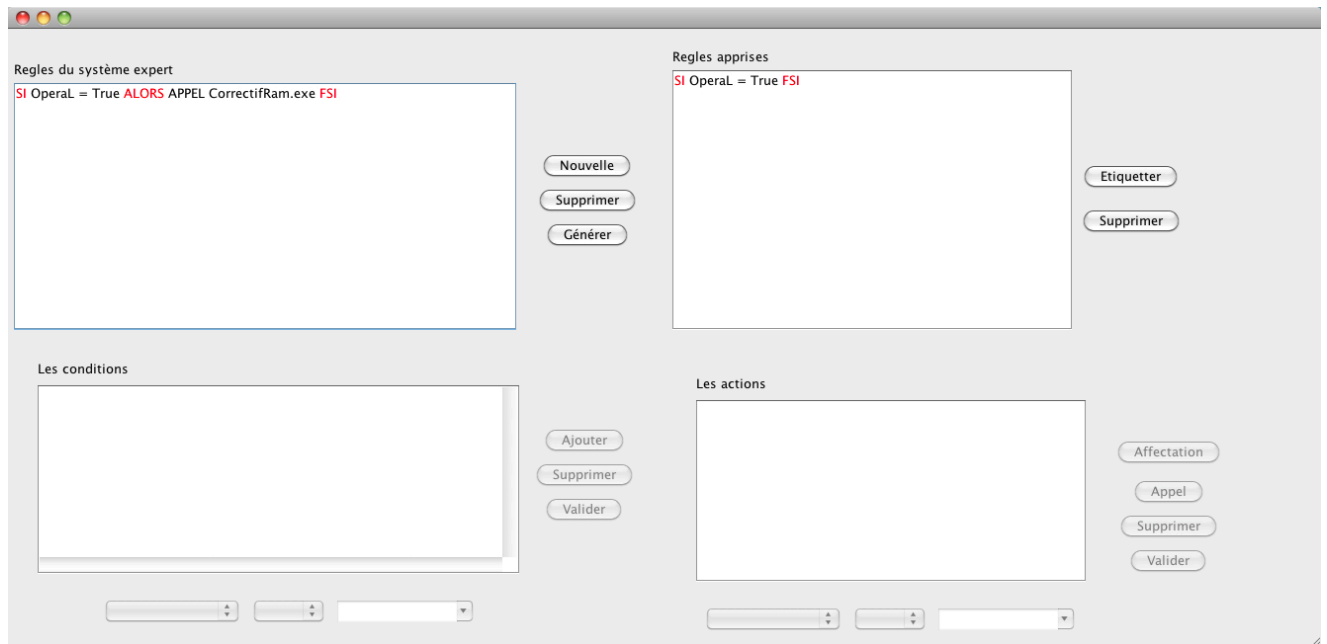 Regles du système expert
SI OperaL = True ALORS APPEL CorrectifRam.exe FSI
Nouvelle
Supprimer
Générer
Regles apprises
SI OperaL = True FSI
Etiquetter
Supprimer
Les conditions
Ajouter
Supprimer
Valider
Les actions
Affectation
Appel
Supprimer
Valider